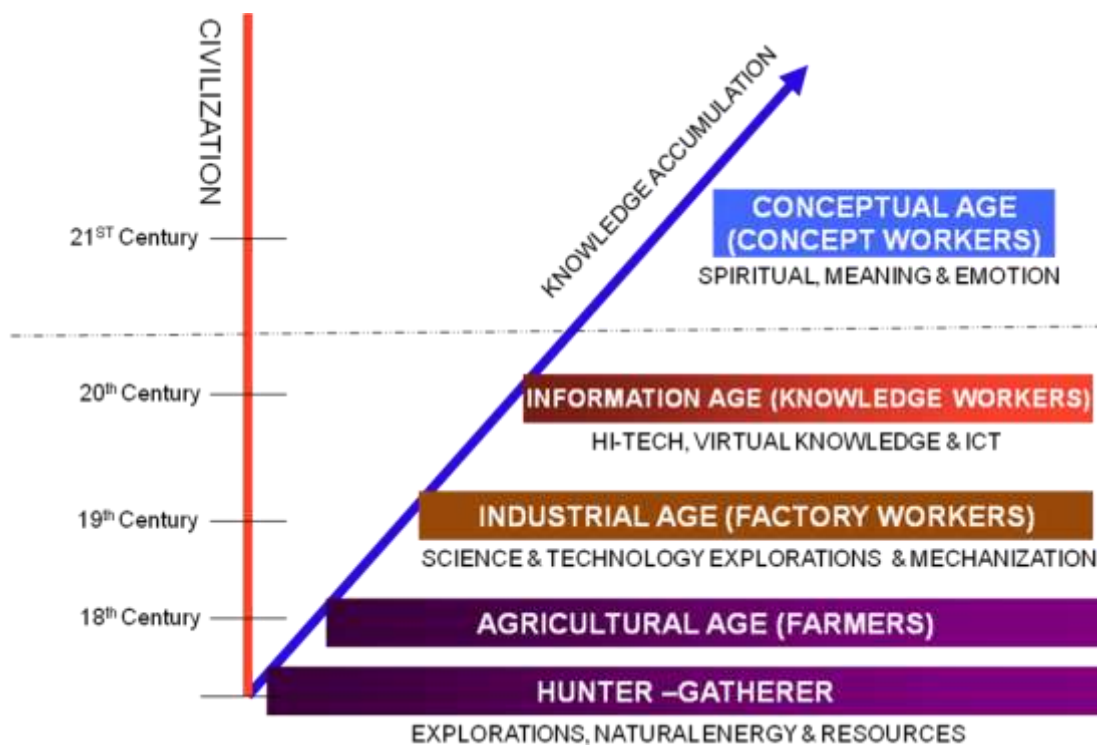 CIVILIZATION
KNOWLEDGE ACCUMULATION
21ST Century
CONCEPTUAL AGE
(CONCEPT WORKERS)
SPIRITUAL, MEANING & EMOTION
20th Century
INFORMATION AGE (KNOWLEDGE WORKERS)
HI-TECH, VIRTUAL KNOWLEDGE & ICT
19th Century
INDUSTRIAL AGE (FACTORY WORKERS)
SCIENCE & TECHNOLOGY EXPLORATIONS & MECHANIZATION
18th Century
AGRICULTURAL AGE (FARMERS)
HUNTER –GATHERER
EXPLORATIONS, NATURAL ENERGY & RESOURCES